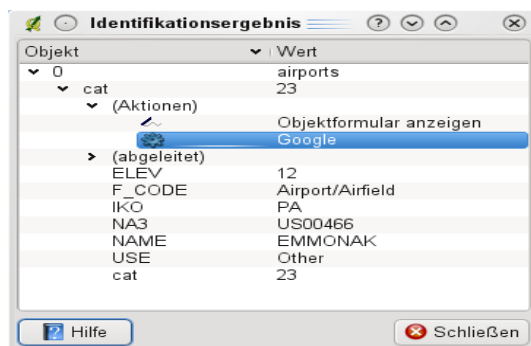 Identifikationsergebnis
Objekt Wert
0 airports
cat 23
(Aktionen)
Objektformular anzeigen
Google
(abgeleitet)
ELEV 12
F_CODE Airport/Airfield
IKO PA
NA3 US00466
NAME EMMONAK
USE Other
cat 23
Hilfe Schließen